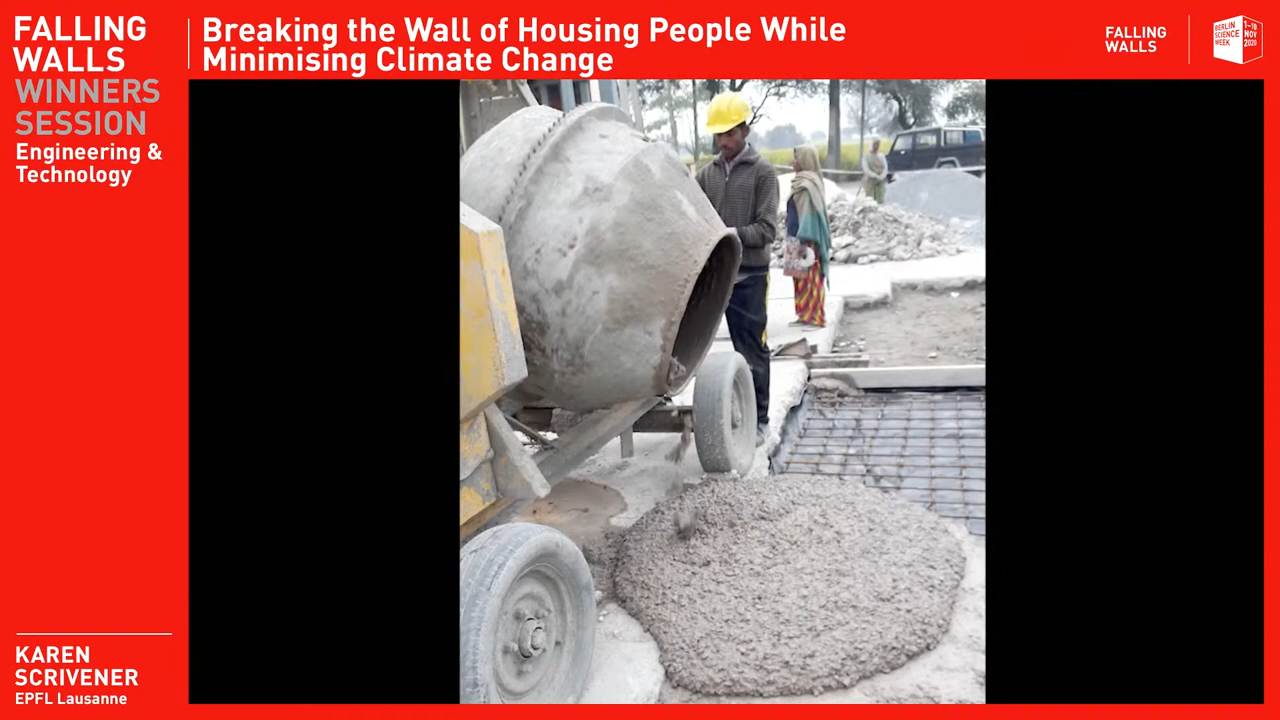 FALLING
WALLS
WINNERS
SESSION
Engineering &
Technology
Breaking the Wall of Housing People While
Minimising Climate Change
FALLING
WALLS
BERLIN
SCIENCE
WEEK
1–10
NOV
2020
KAREN
SCRIVENER
EPFL Lausanne